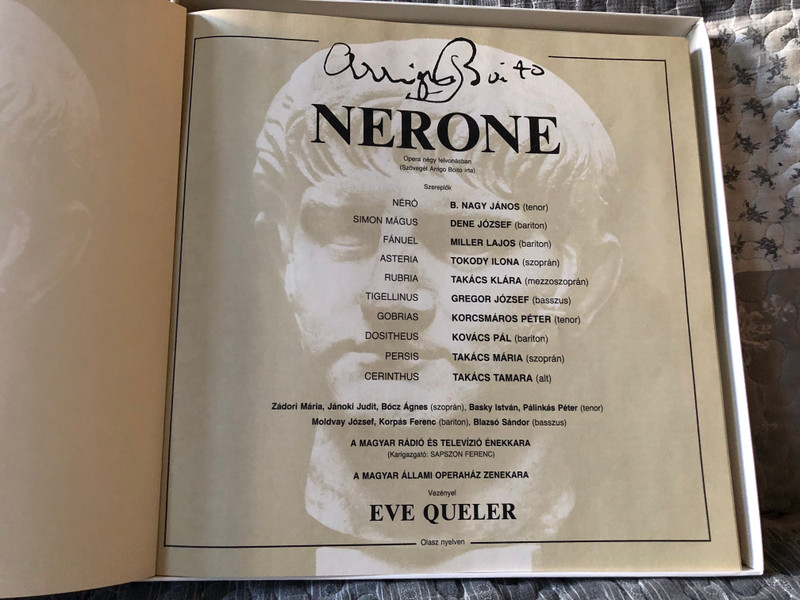 Arrigo Boito
NERONE
Opera négy felvonásban
(Szövegét Arrigo Boito írta)
Szereplők
NÉRÓ B. NAGY JÁNOS (tenor)
SIMON MÁGUS DENE JÓZSEF (bariton)
FÁNUEL MILLER LAJOS (bariton)
ASTERIA TOKODY ILONA (szoprán)
RUBRIA TAKÁCS KLÁRA (mezzoszoprán)
TIGELLINUS GREGOR JÓZSEF (basszus)
GOBRIAS KORCSMÁROS PÉTER (tenor)
DOSITHEUS KOVÁCS PÁL (bariton)
PERSIS TAKÁCS MÁRIA (szoprán)
CERINTHUS TAKÁCS TAMARA (alt)
Zádori Mária, Jánoki Judit, Bócz Ágnes (szoprán), Basky István, Pálinkás Péter (tenor)
Moldvay József, Korpás Ferenc (bariton), Blazsó Sándor (basszus)
A MAGYAR RÁDIÓ ÉS TELEVÍZIÓ ÉNEKKARA
(Karigazgató: SAPSZON FERENC)
A MAGYAR ÁLLAMI OPERAHÁZ ZENEKARA
Vezényel
EVE QUELER
Olasz nyelven